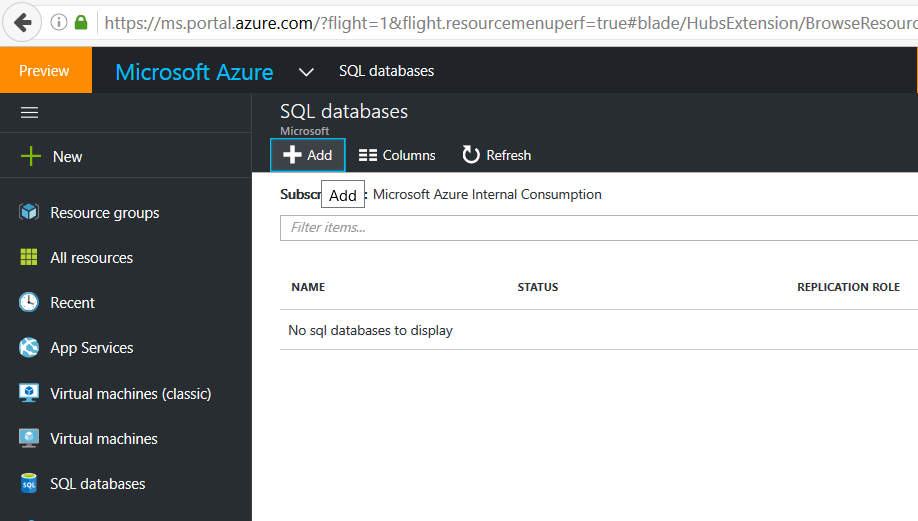 https://ms.portal.azure.com/?flight=1&flight.resourcemenuperf=true#blade/HubsExtension/BrowseResourc
Preview Microsoft Azure SQL databases
SQL databases
Microsoft
Add Columns Refresh
New
Subscr : Microsoft Azure Internal Consumption
Add
Filter items...
Resource groups
All resources
Recent
App Services
Virtual machines (classic)
Virtual machines
SQL databases
SQL
NAME STATUS REPLICATION ROLE
No sql databases to display